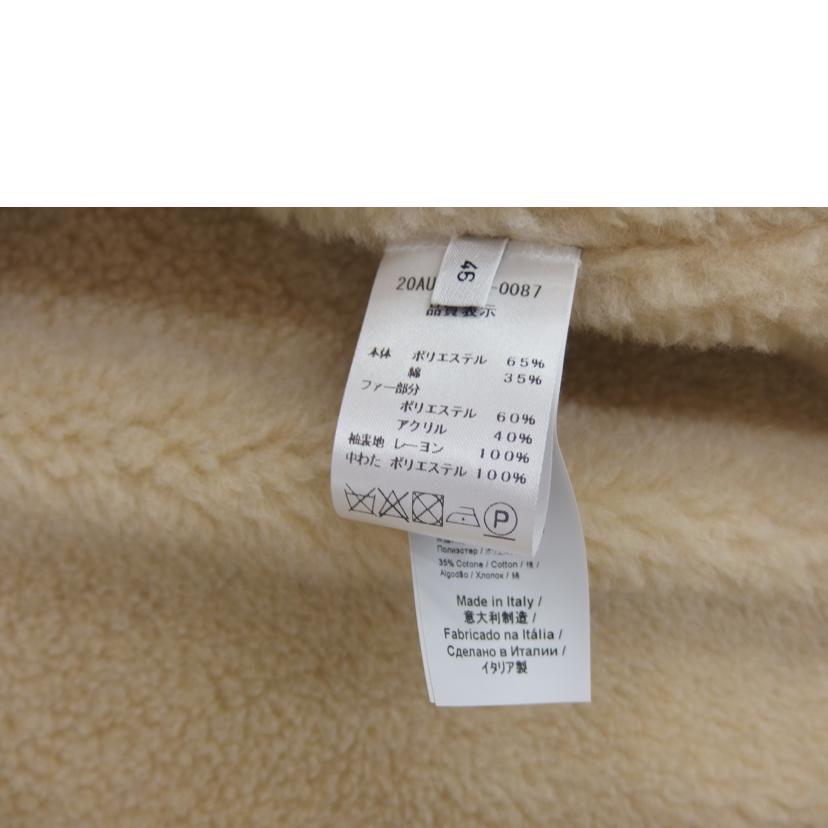 46
20AU -0087
品質表示
本体 ポリエステル 65%
綿 35%
ファー部分
ポリエステル 60%
アクリル 40%
袖裏地 レーヨン 100%
中わた ポリエステル 100%
P
Полиэстер /
35% Cotone / Cotton / 棉 /
Algodão / Хлопок / 綿
Made in Italy /
意大利制造 /
Fabricado na Itália /
Сделано в Италии /
イタリア製